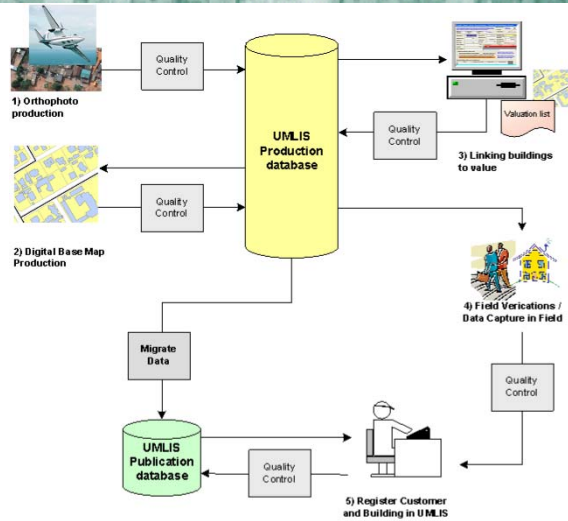 Quality
Control
1) Orthophoto
production
UMLIS
Production
database
Valuation list
Quality
Control
3) Linking buildings
to value
Quality
Control
2) Digital Base Map
Production
4) Field Verications /
Data Capture in Field
Migrate
Data
Quality
Control
UMLIS
Publication
database
Quality
Control
5) Register Customer
and Building in UMLIS